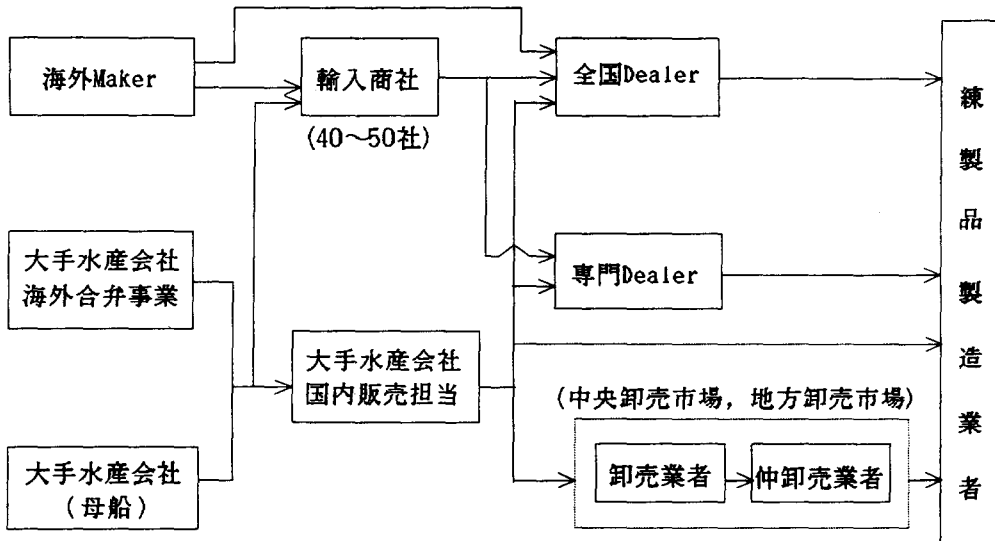 海外Maker
輸入商社
(40～50社)
全国Dealer
大手水産会社
海外合弁事業
専門Dealer
大手水産会社
国内販売担当
(中央卸売市場，地方卸売市場)
卸売業者
仲卸売業者
大手水産会社
(母船)
練製品製造業者